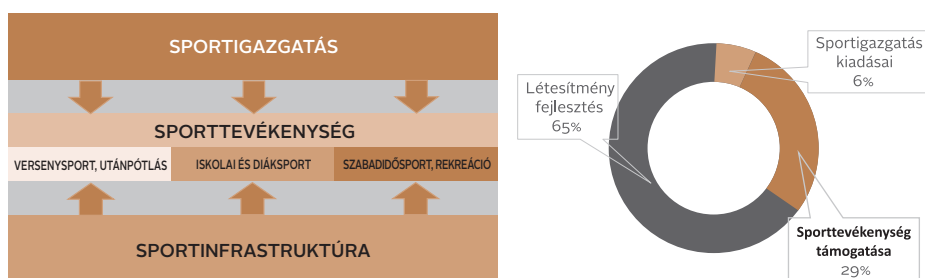 SPORTIGAZGATÁS
SPORTTEVÉKENYSÉG
VERSENYSPORT, UTÁNPÓTLÁS
ISKOLAI ÉS DIÁKSPORT
SZABADIDŐSPORT, REKREÁCIÓ
SPORTINFRASTRUKTÚRA
Sportigazgatás
kiadásai
6%
Létesítmény
fejlesztés
65%
Sporttevékenység
támogatása
29%